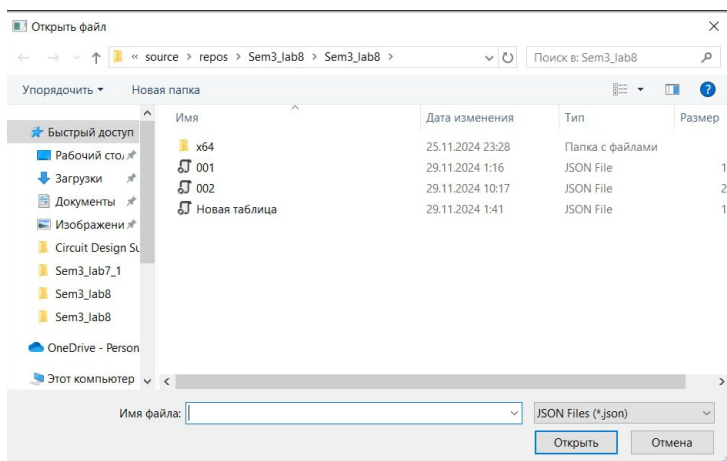 Открыть файл
« source > repos > Sem3_lab8 > Sem3_lab8 > Поиск в: Sem3_lab8
Упорядочить Новая папка
Имя Дата изменения Тип Размер
Быстрый доступ
Рабочий сто
Загрузки
Документы
Изображени
Circuit Design Su
Sem3_lab7_1
Sem3_lab8
Sem3_lab8
OneDrive - Person
Этот компьютер
x64 25.11.2024 23:28 Папка с файлами
001 29.11.2024 1:16 JSON File 1
002 29.11.2024 10:17 JSON File 2
Новая таблица 29.11.2024 1:41 JSON File 1
Имя файла: JSON Files (*.json)
Открыть Отмена